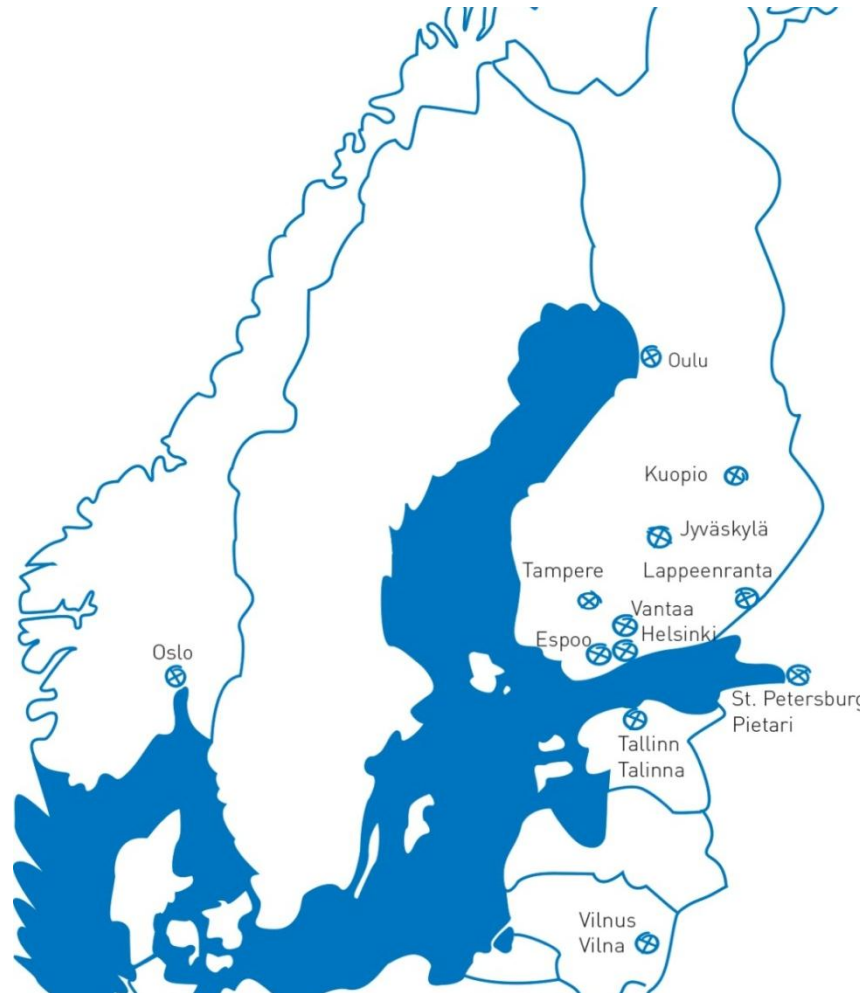 Oulu
Kuopio
Jyväskylä
Tampere
Lappeenranta
Vantaa
Helsinki
Espoo
Oslo
St. Petersburg
Pietari
Tallinn
Talinna
Vilnus
Vilna